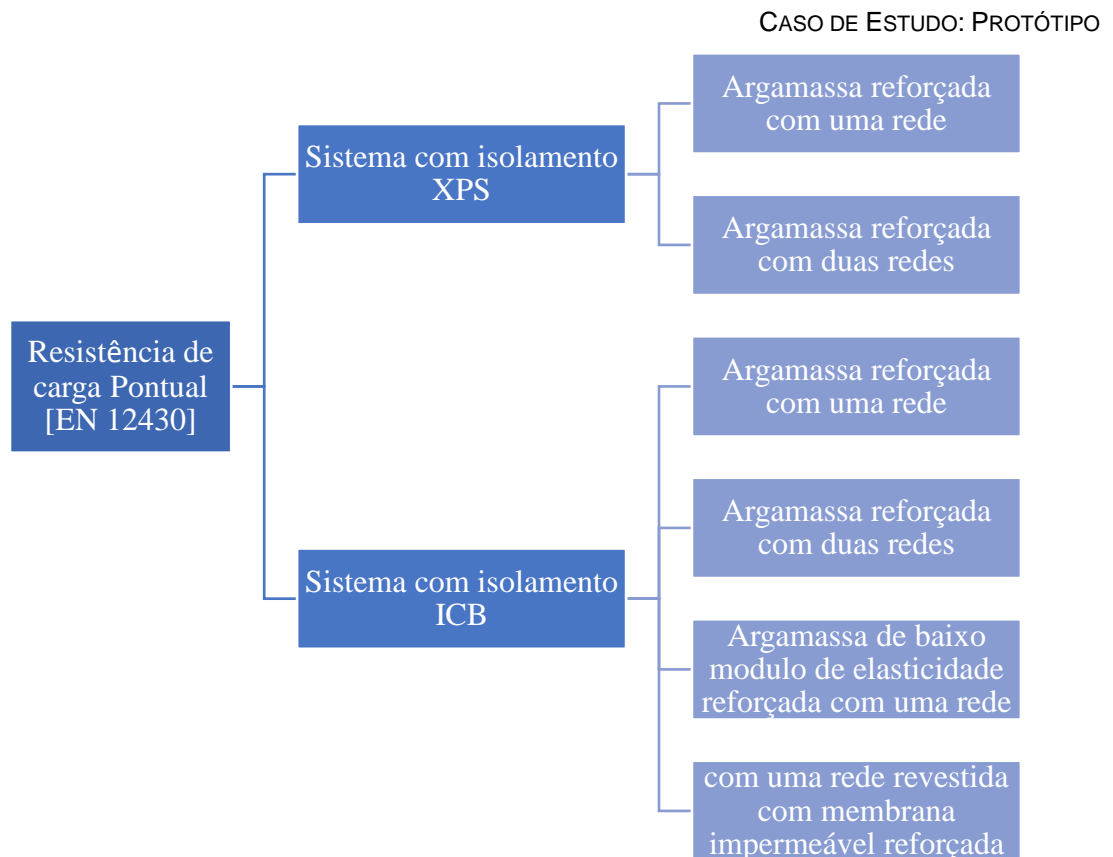 CASO DE ESTUDO: PROTÓTIPO
Argamassa reforçada
com uma rede
Sistema com isolamento
XPS
Argamassa reforçada
com duas redes
Resistência de
carga Pontual
[EN 12430]
Argamassa reforçada
com uma rede
Argamassa reforçada
com duas redes
Sistema com isolamento
ICB
Argamassa de baixo
modulo de elasticidade
reforçada com uma rede
com uma rede revestida
com membrana
impermeável reforçada